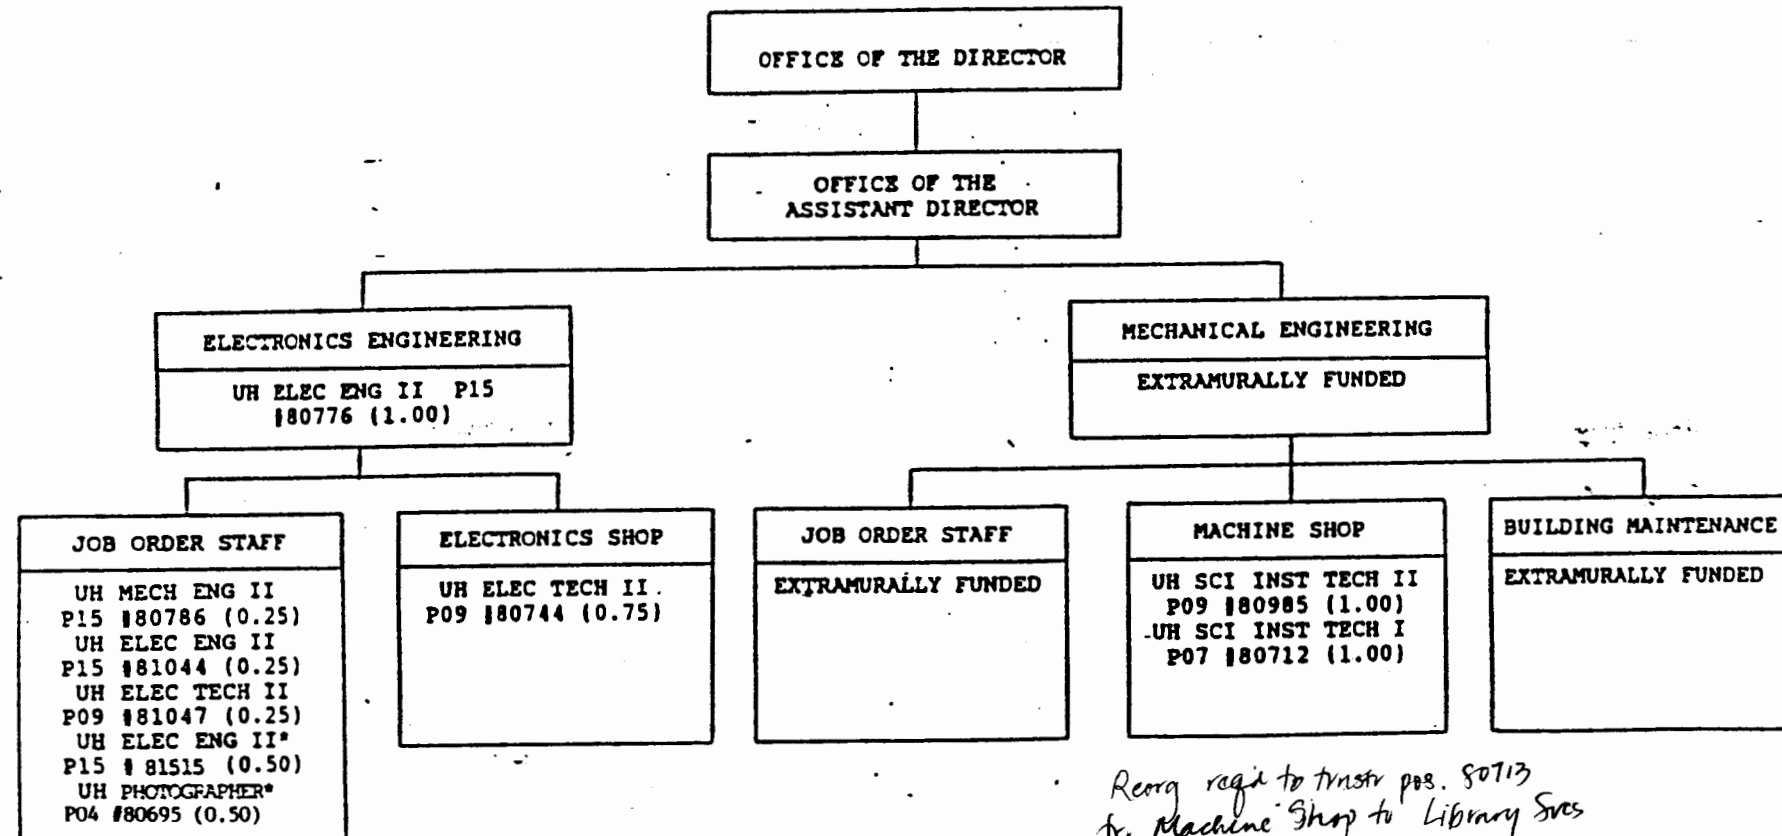 OFFICE OF THE DIRECTOR
OFFICE OF THE
ASSISTANT DIRECTOR
ELECTRONICS ENGINEERING
UH ELEC ENG II P15
#80776 (1.00)
MECHANICAL ENGINEERING
EXTRAMURALLY FUNDED
JOB ORDER STAFF
UH MECH ENG II
P15 #80786 (0.25)
UH ELEC ENG II
P15 #81044 (0.25)
UH ELEC TECH II
P09 #81047 (0.25)
UH ELEC ENG II*
P15 # 81515 (0.50)
UH PHOTOGRAPHER*
P04 #80695 (0.50)
ELECTRONICS SHOP
UH ELEC TECH II
P09 #80744 (0.75)
JOB ORDER STAFF
EXTRAMURALLY FUNDED
MACHINE SHOP
UH SCI INST TECH II
P09 #80985 (1.00)
UH SCI INST TECH I
P07 #80712 (1.00)
BUILDING MAINTENANCE
EXTRAMURALLY FUNDED
Reorg req'd to trnsfr pos. 80713
fr. Machine Shop to Library Svcs